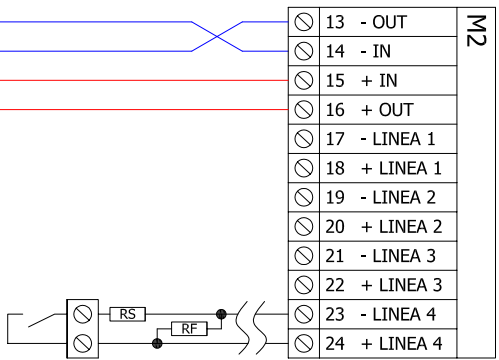 M2
13 - OUT
14 - IN
15 + IN
16 + OUT
17 - LINEA 1
18 + LINEA 1
19 - LINEA 2
20 + LINEA 2
21 - LINEA 3
22 + LINEA 3
23 - LINEA 4
24 + LINEA 4
RS
RF